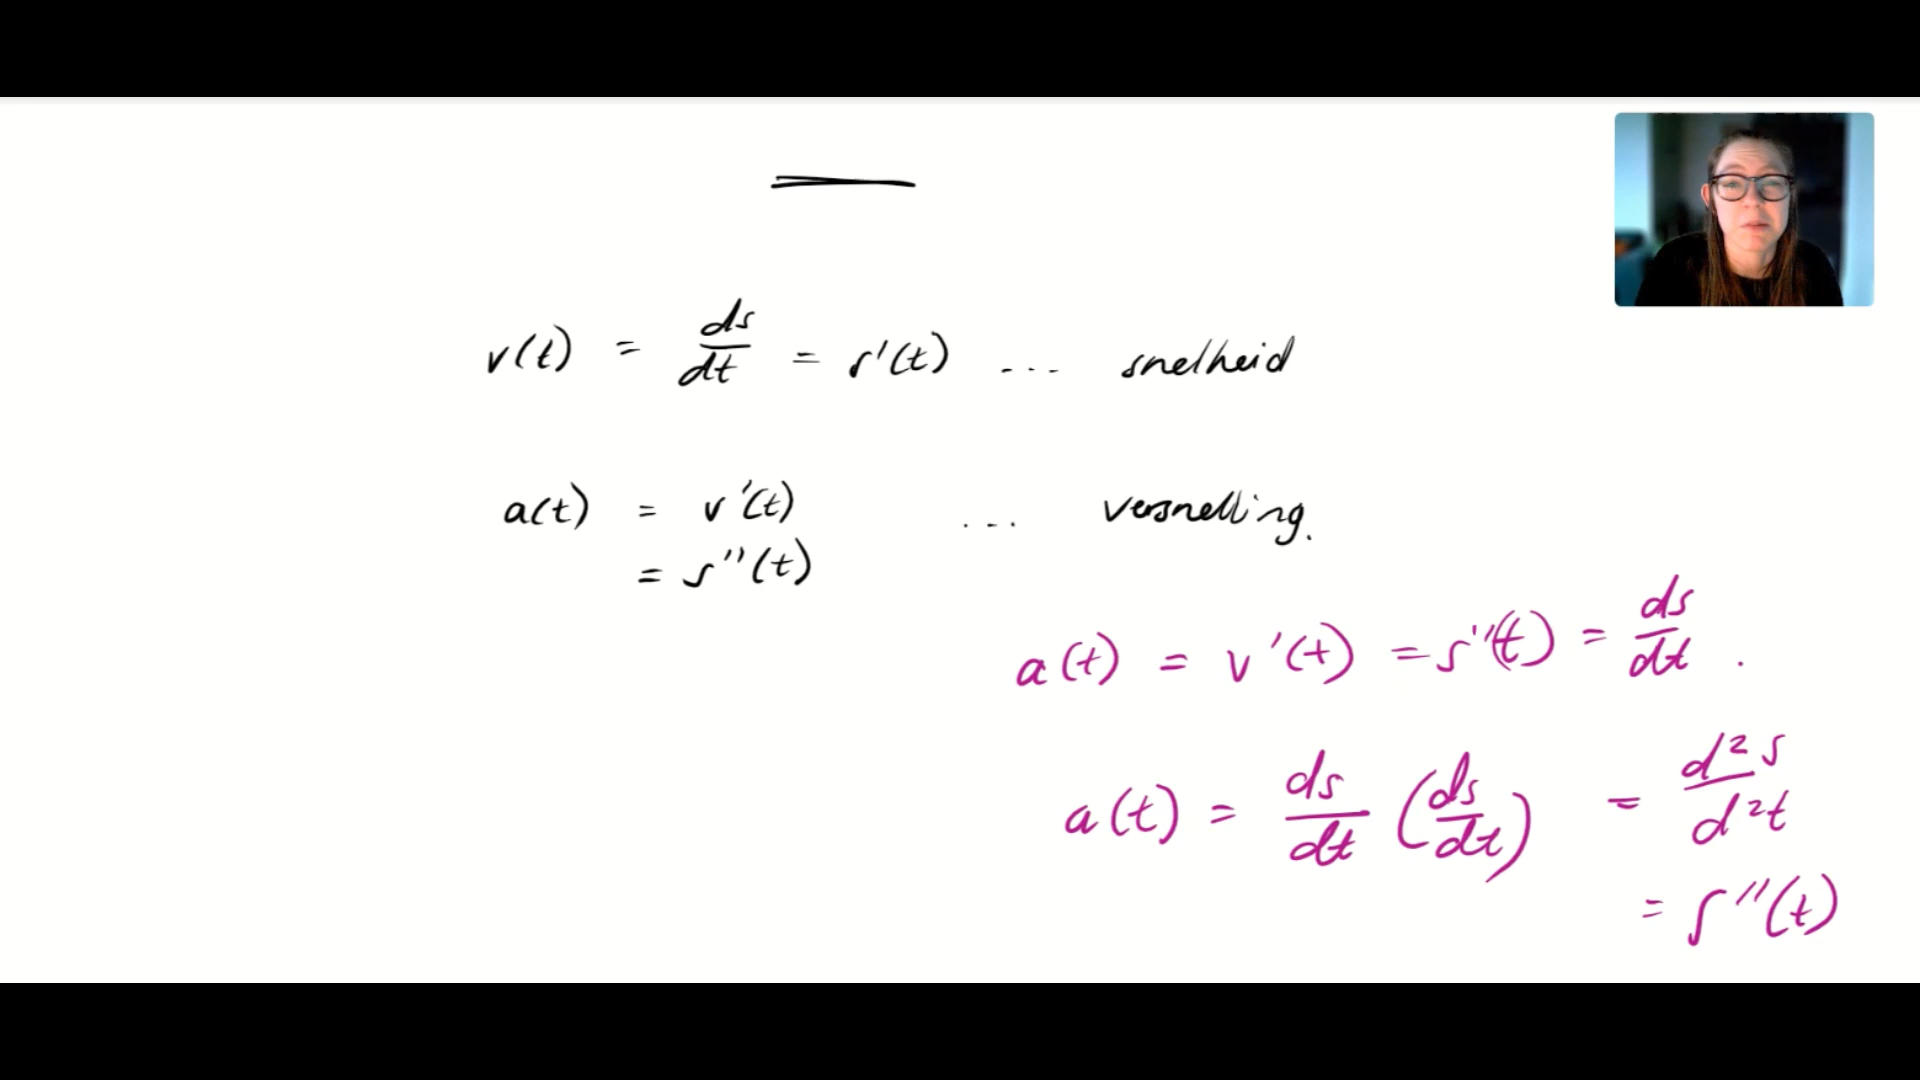 v(t) = ds/dt = s'(t) ... snelheid
a(t) = v'(t) ... versnelling.
= s''(t)
a(t) = v'(t) = s''(t) = ds/dt .
a(t) = ds/dt (ds/dt) = d²s/d²t
= s''(t)